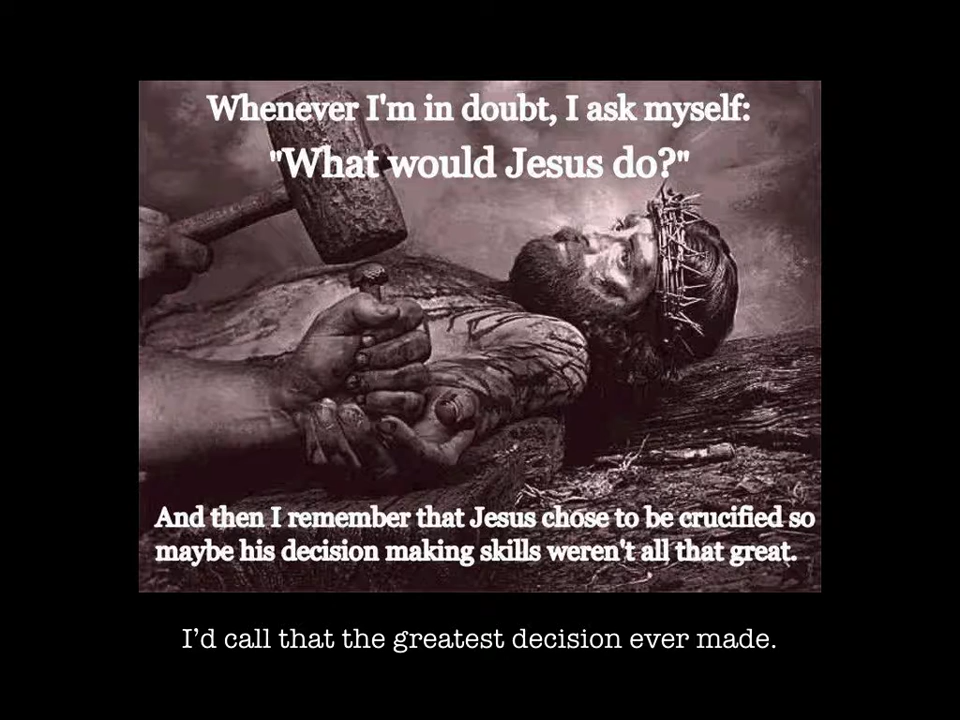 Whenever I'm in doubt, I ask myself:
"What would Jesus do?"
And then I remember that Jesus chose to be crucified so
maybe his decision making skills weren't all that great.
I’d call that the greatest decision ever made.